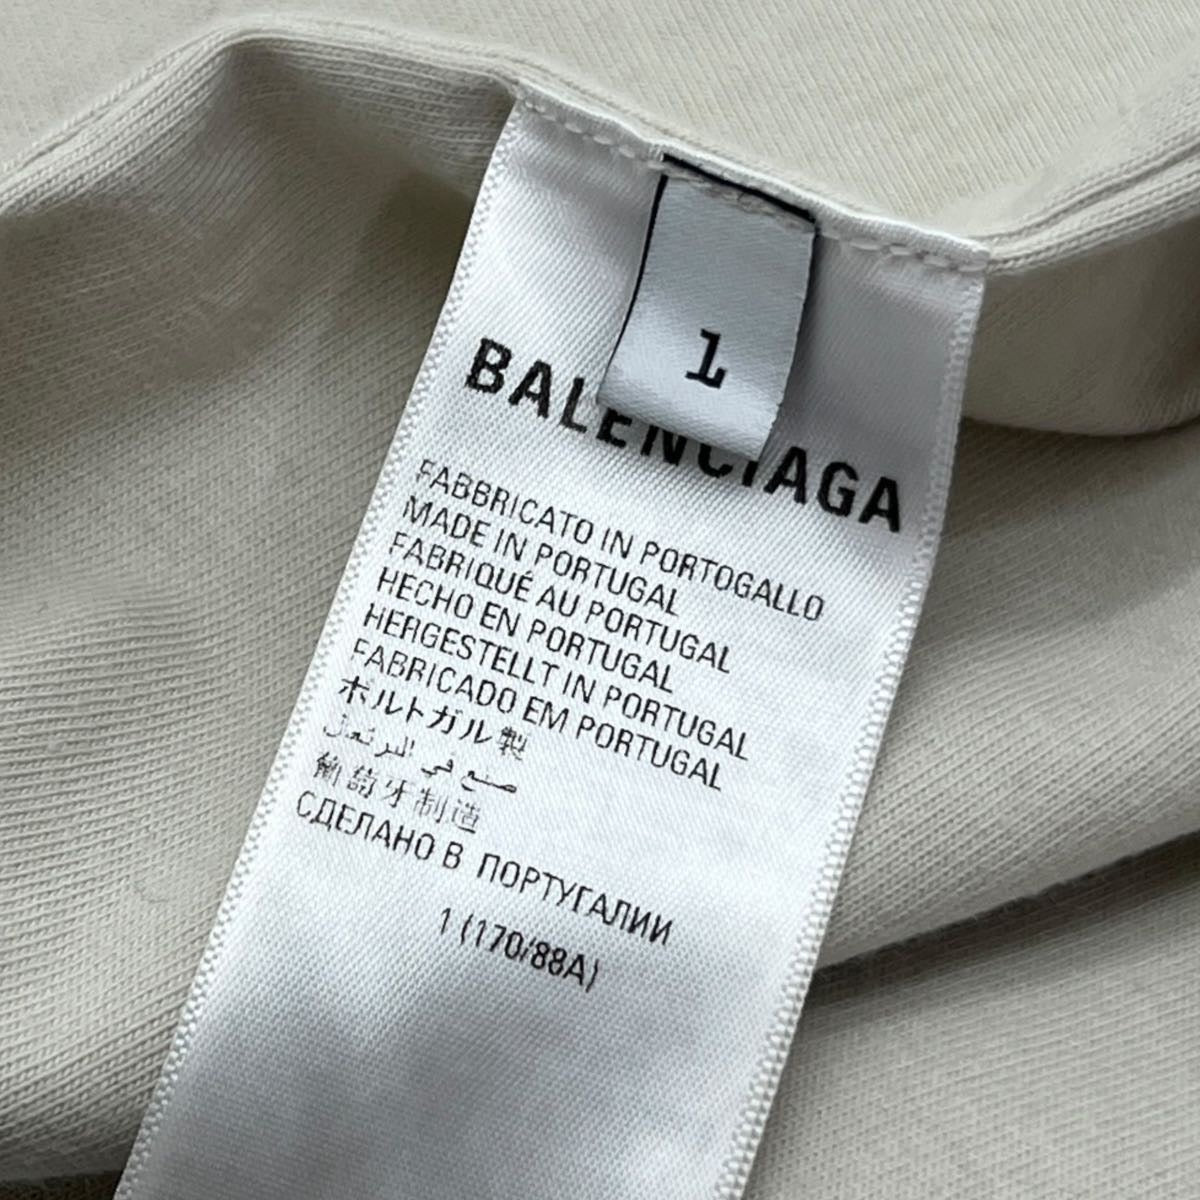 1
BALENCIAGA
FABBRICATO IN PORTOGALLO
MADE IN PORTUGAL
FABRIQUÉ AU PORTUGAL
HECHO EN PORTUGAL
HERGESTELLT IN PORTUGAL
FABRICADO EM PORTUGAL
ポルトガル製
صنع في البرتغال
葡萄牙制造
СДЕЛАНО В ПОРТУГАЛИИ
1 (170/88A)